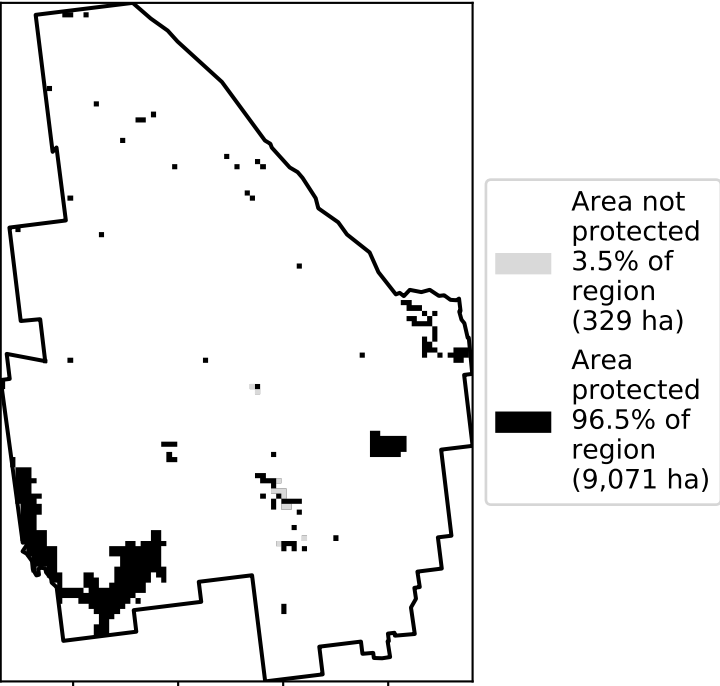 Area not
protected
3.5% of
region
(329 ha)
Area
protected
96.5% of
region
(9,071 ha)